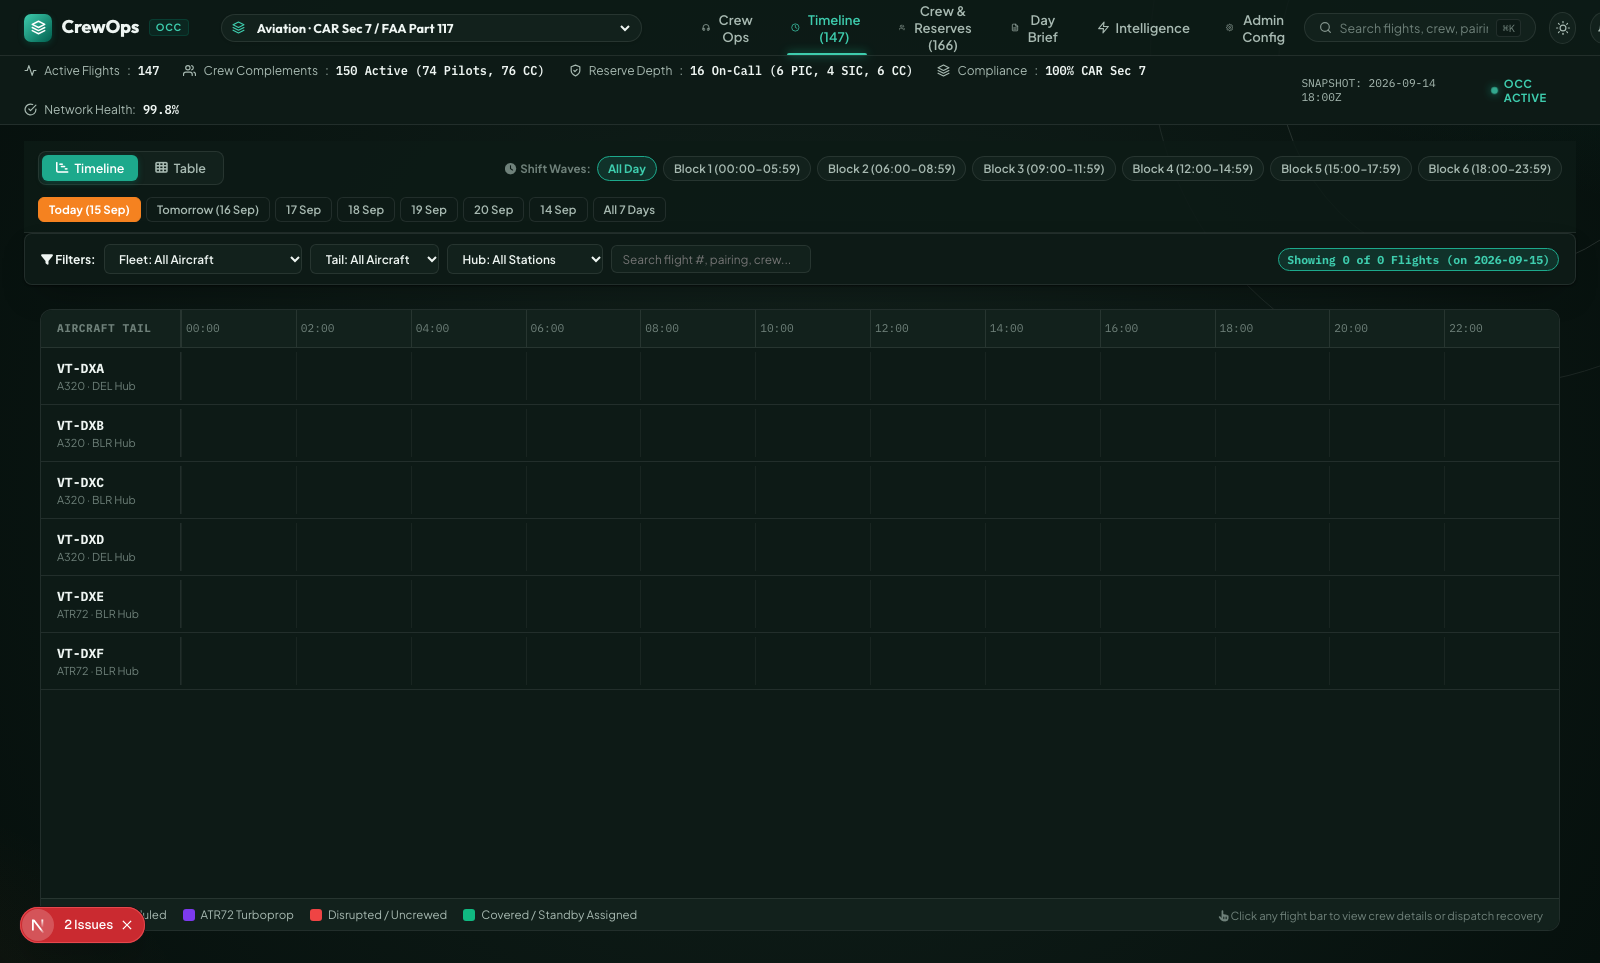 CrewOps OCC
Aviation · CAR Sec 7 / FAA Part 117
Crew Ops
Timeline (147)
Crew & Reserves (166)
Day Brief
Intelligence
Admin Config
Search flights, crew, pairi ⌘K
Active Flights : 147
Crew Complements : 150 Active (74 Pilots, 76 CC)
Reserve Depth : 16 On-Call (6 PIC, 4 SIC, 6 CC)
Compliance : 100% CAR Sec 7
Network Health: 99.8%
SNAPSHOT: 2026-09-14 18:00Z
OCC ACTIVE
Timeline Table
Shift Waves: All Day Block 1 (00:00–05:59) Block 2 (06:00–08:59) Block 3 (09:00–11:59) Block 4 (12:00–14:59) Block 5 (15:00–17:59) Block 6 (18:00–23:59)
Today (15 Sep) Tomorrow (16 Sep) 17 Sep 18 Sep 19 Sep 20 Sep 14 Sep All 7 Days
Filters: Fleet: All Aircraft Tail: All Aircraft Hub: All Stations Search flight #, pairing, crew...
Showing 0 of 0 Flights (on 2026-09-15)
AIRCRAFT TAIL 00:00 02:00 04:00 06:00 08:00 10:00 12:00 14:00 16:00 18:00 20:00 22:00
VT-DXA
A320 · DEL Hub
VT-DXB
A320 · BLR Hub
VT-DXC
A320 · BLR Hub
VT-DXD
A320 · DEL Hub
VT-DXE
ATR72 · BLR Hub
VT-DXF
ATR72 · BLR Hub
uled ATR72 Turboprop Disrupted / Uncrewed Covered / Standby Assigned
Click any flight bar to view crew details or dispatch recovery
N 2 Issues